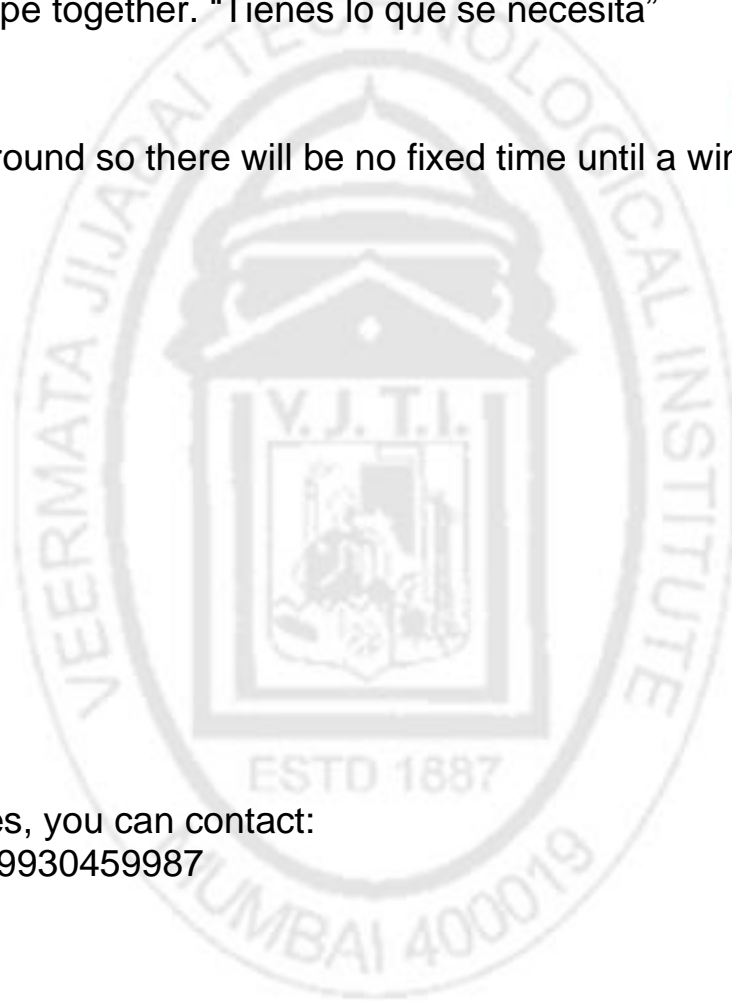 pe together. “Tienes lo que se necesita”
round so there will be no fixed time until a wir
VEERMATA JIJABAI TECHNOLOGICAL INSTITUTE
V.J.T.I.
ESTD 1887
es, you can contact:
9930459987
MUMBAI 400019